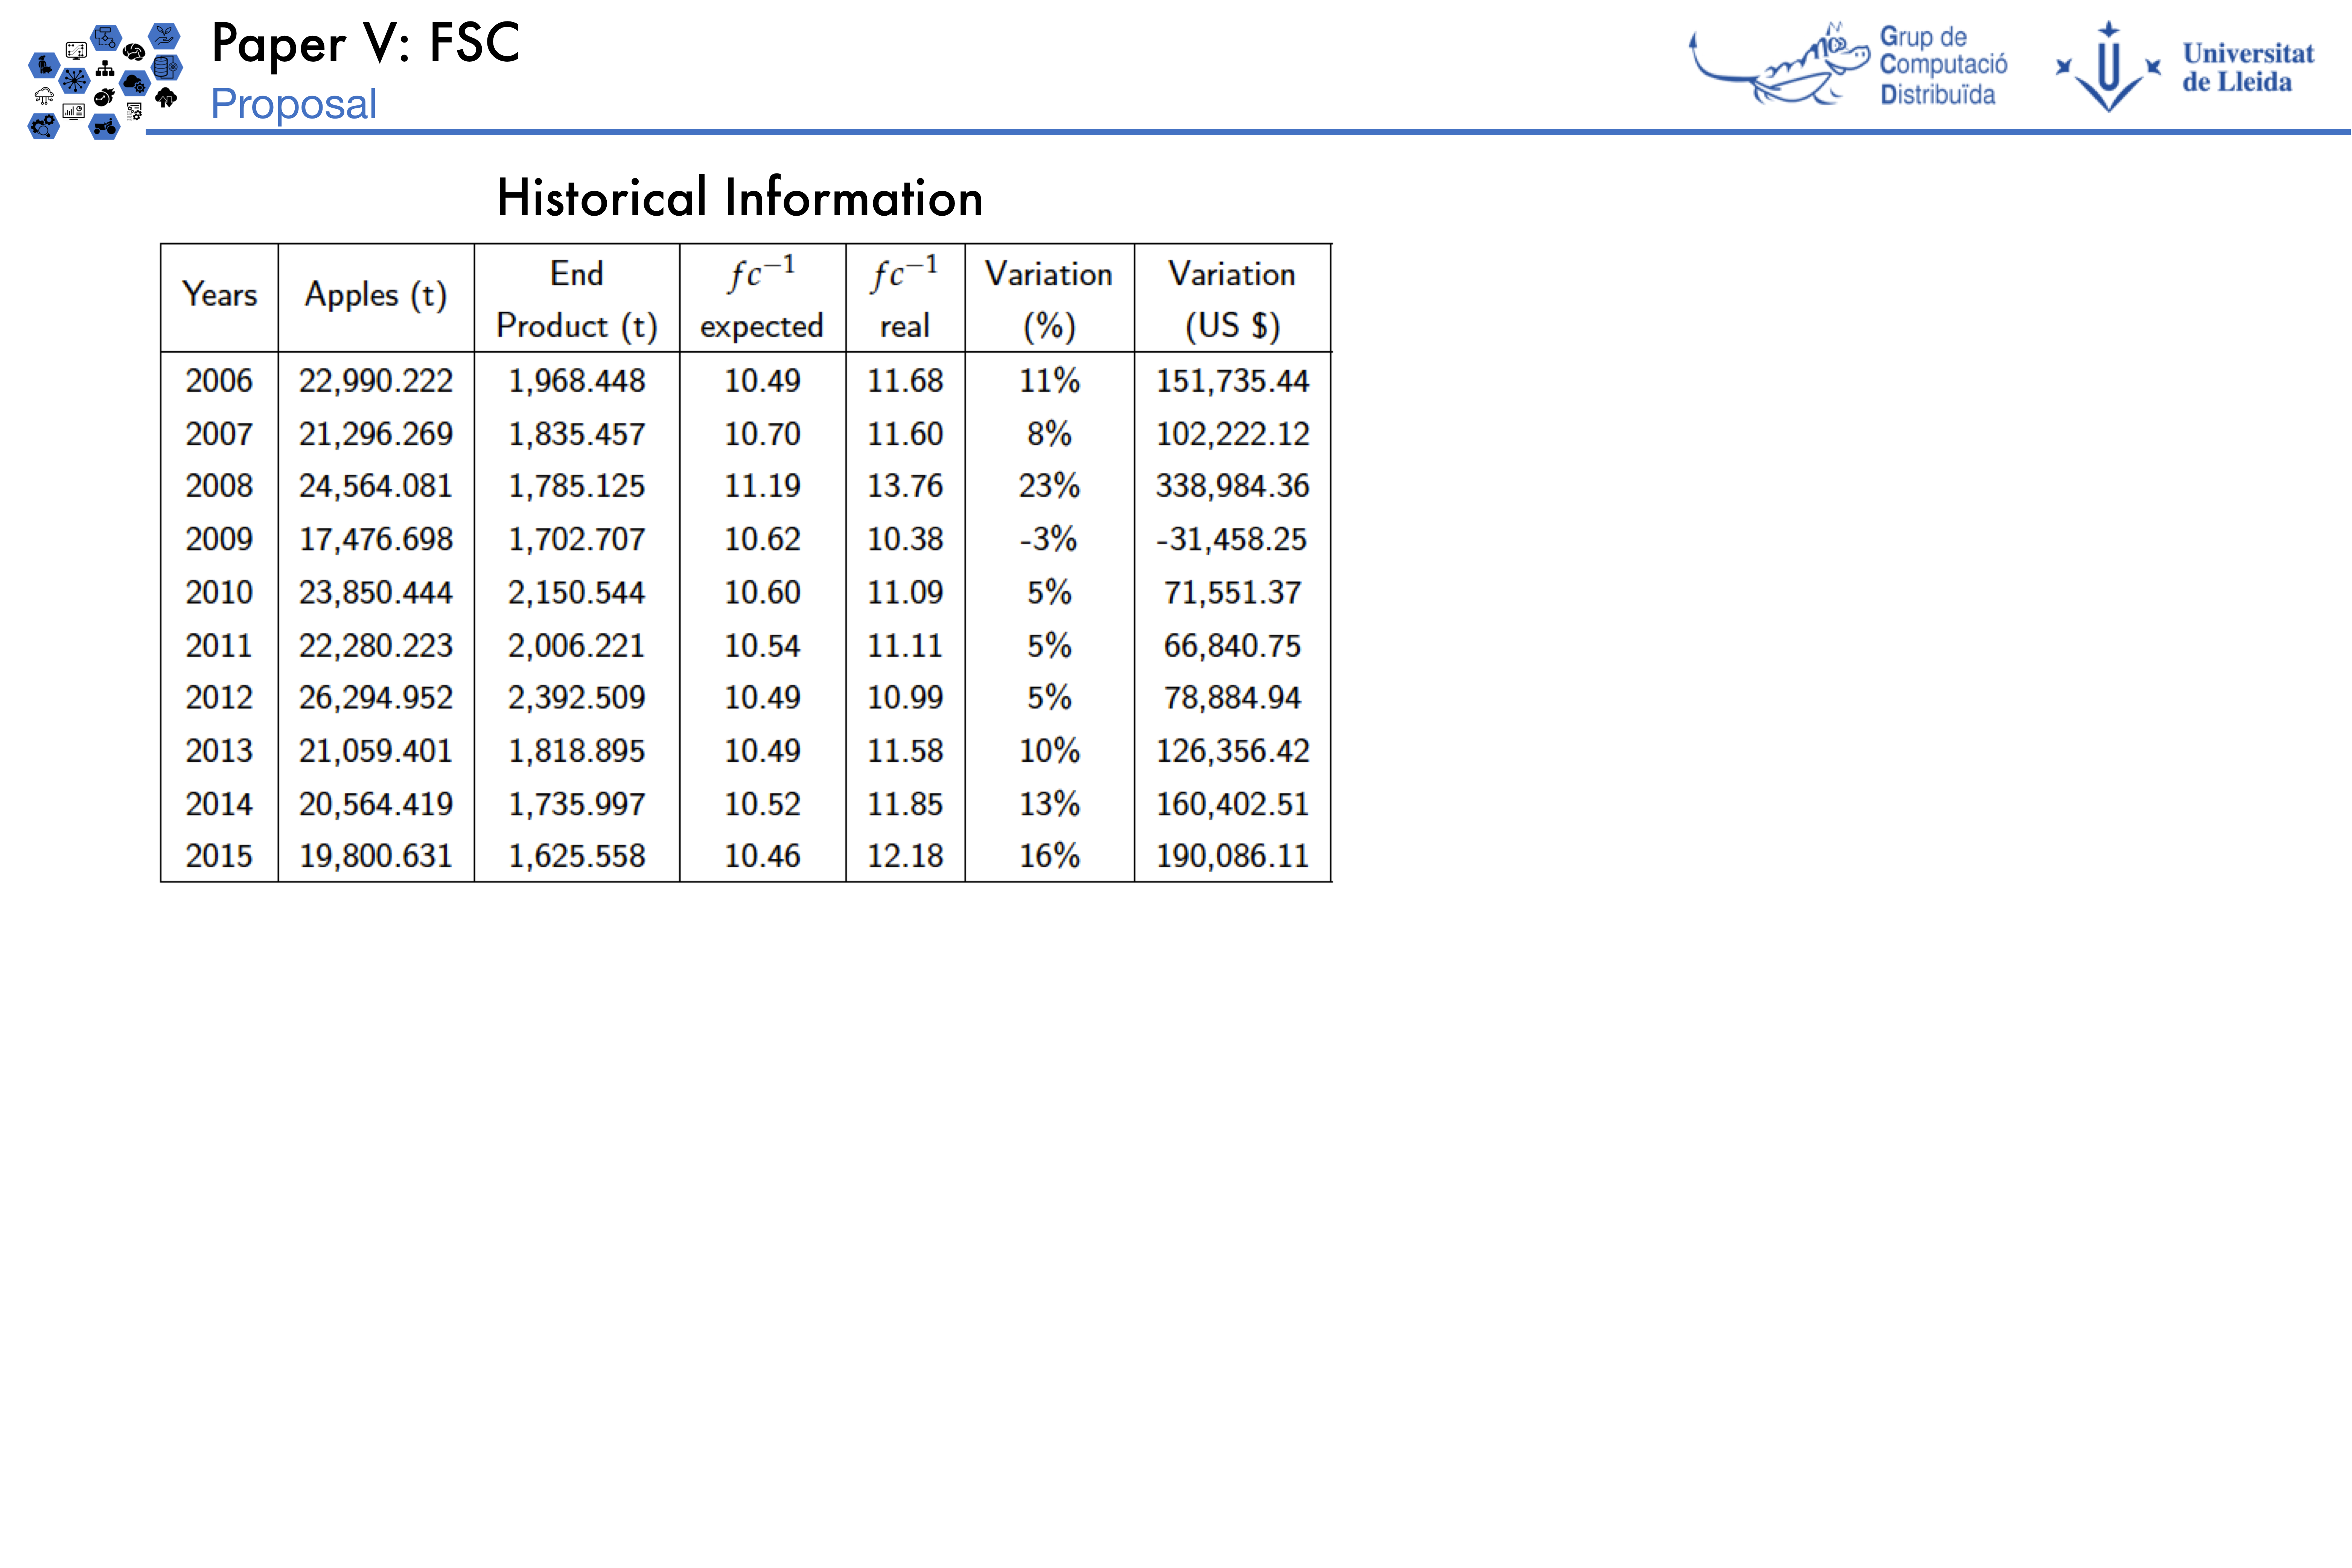 Paper V: FSC
Proposal
Grup de
Computació
Distribuïda
Universitat
de Lleida
Historical Information
Years Apples (t) End Product (t) fc⁻¹ expected fc⁻¹ real Variation (%) Variation (US $)
2006 22,990.222 1,968.448 10.49 11.68 11% 151,735.44
2007 21,296.269 1,835.457 10.70 11.60 8% 102,222.12
2008 24,564.081 1,785.125 11.19 13.76 23% 338,984.36
2009 17,476.698 1,702.707 10.62 10.38 -3% -31,458.25
2010 23,850.444 2,150.544 10.60 11.09 5% 71,551.37
2011 22,280.223 2,006.221 10.54 11.11 5% 66,840.75
2012 26,294.952 2,392.509 10.49 10.99 5% 78,884.94
2013 21,059.401 1,818.895 10.49 11.58 10% 126,356.42
2014 20,564.419 1,735.997 10.52 11.85 13% 160,402.51
2015 19,800.631 1,625.558 10.46 12.18 16% 190,086.11